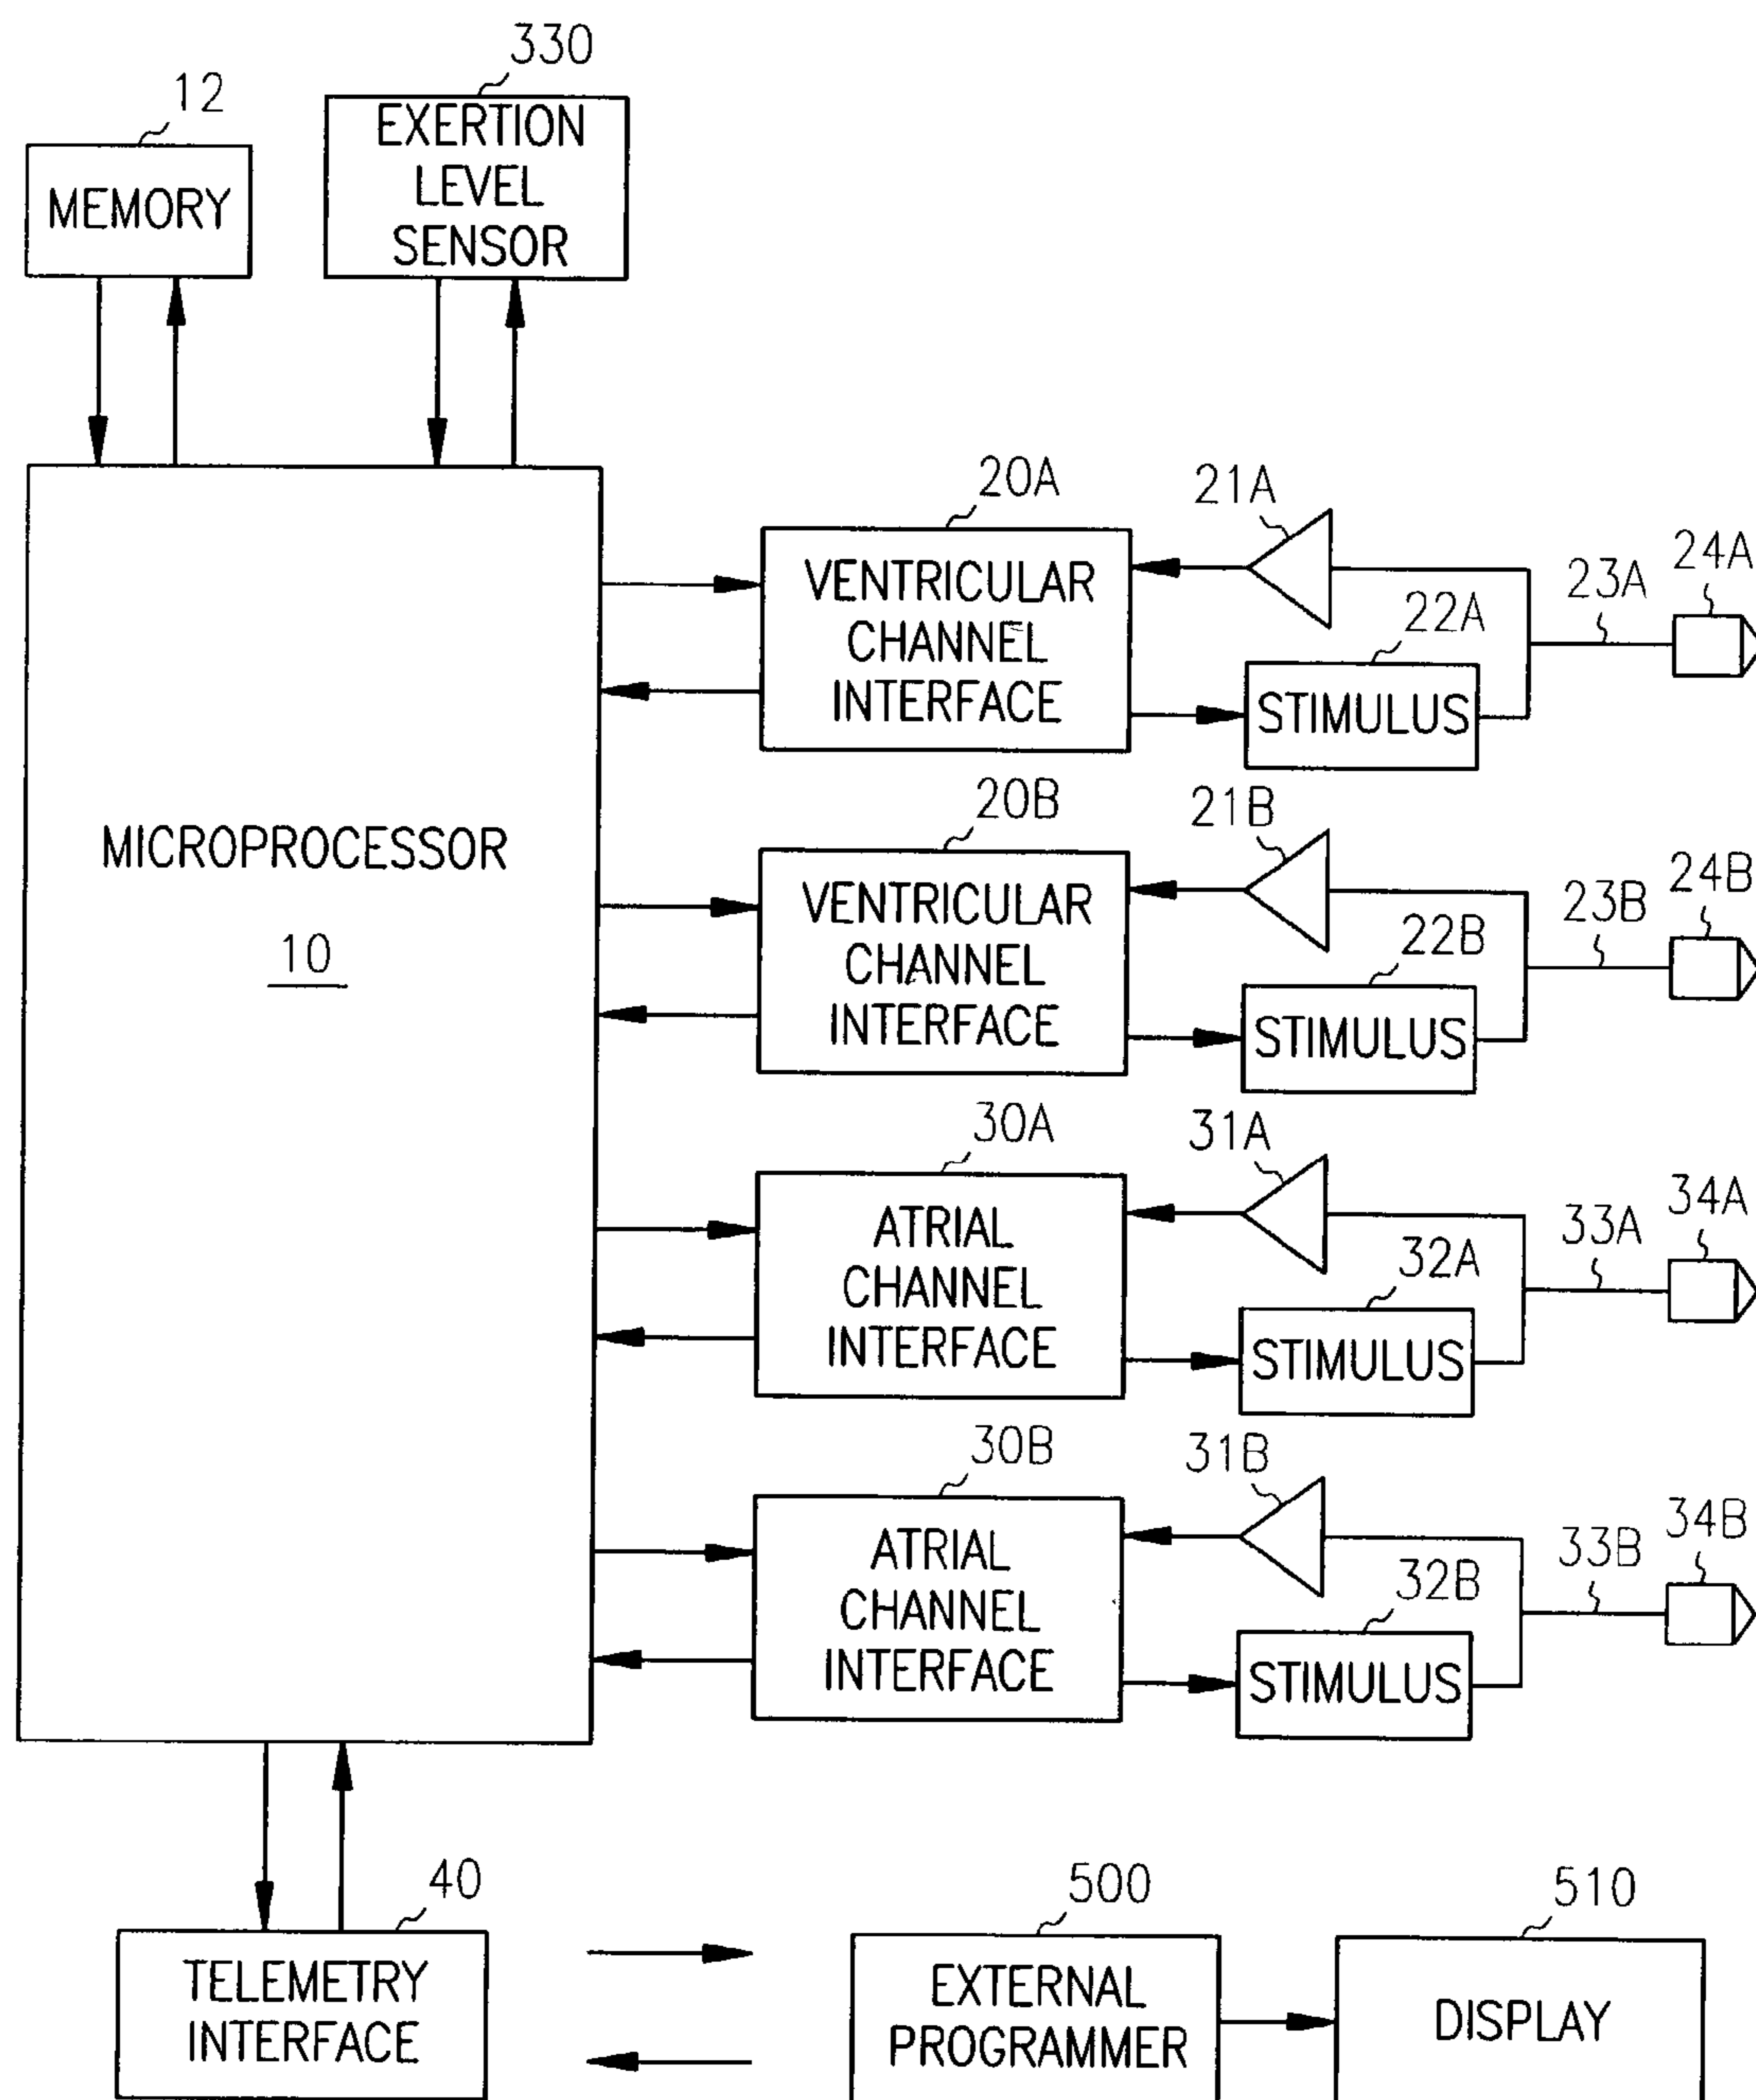 330
12
EXERTION
LEVEL
SENSOR
MEMORY
20A
21A
24A
23A
VENTRICULAR
CHANNEL
INTERFACE
22A
STIMULUS
MICROPROCESSOR
10
20B
21B
24B
23B
VENTRICULAR
CHANNEL
INTERFACE
22B
STIMULUS
30A
31A
34A
33A
ATRIAL
CHANNEL
INTERFACE
32A
STIMULUS
30B
31B
34B
33B
ATRIAL
CHANNEL
INTERFACE
32B
STIMULUS
40
500
510
TELEMETRY
INTERFACE
EXTERNAL
PROGRAMMER
DISPLAY